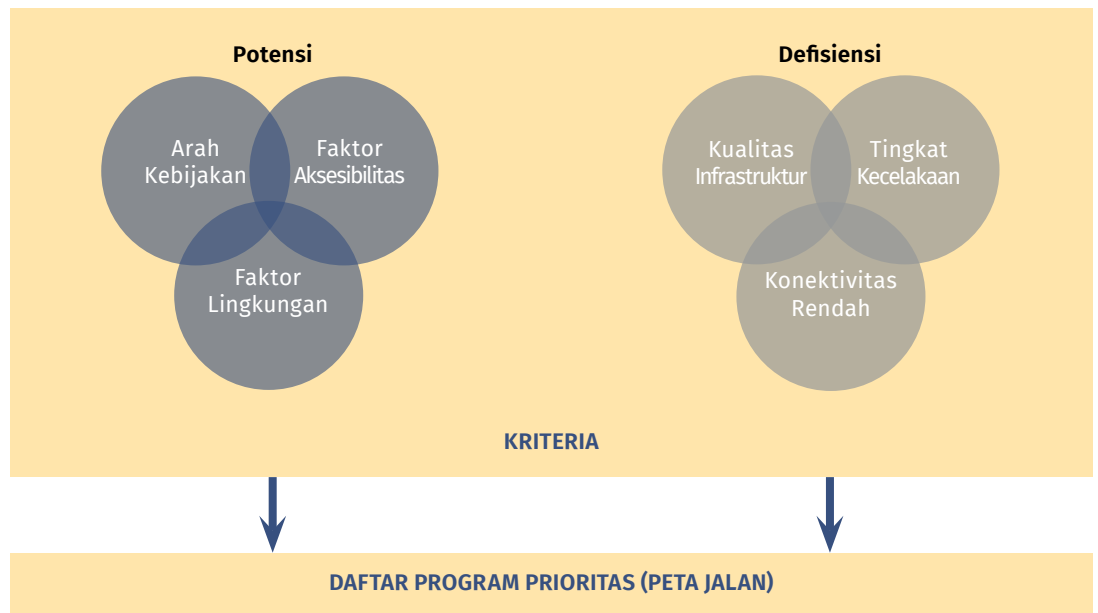 Potensi
Arah
Kebijakan
Faktor
Aksesibilitas
Faktor
Lingkungan
Defisiensi
Kualitas
Infrastruktur
Tingkat
Kecelakaan
Konektivitas
Rendah
KRITERIA
DAFTAR PROGRAM PRIORITAS (PETA JALAN)